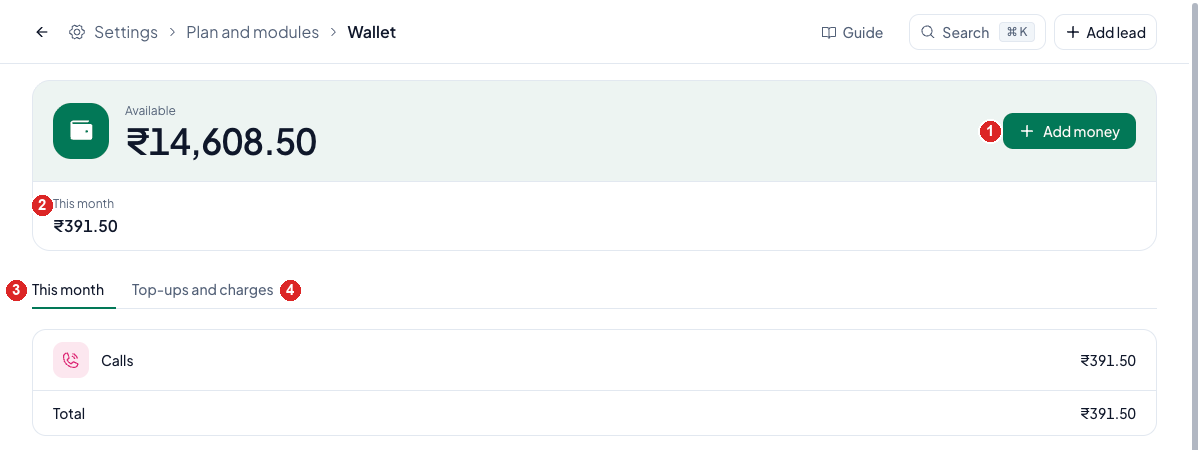 Settings > Plan and modules > Wallet
Guide
Search ⌘ K
+ Add lead
Available
₹14,608.50
1 + Add money
2 This month
₹391.50
3 This month
Top-ups and charges 4
Calls ₹391.50
Total ₹391.50